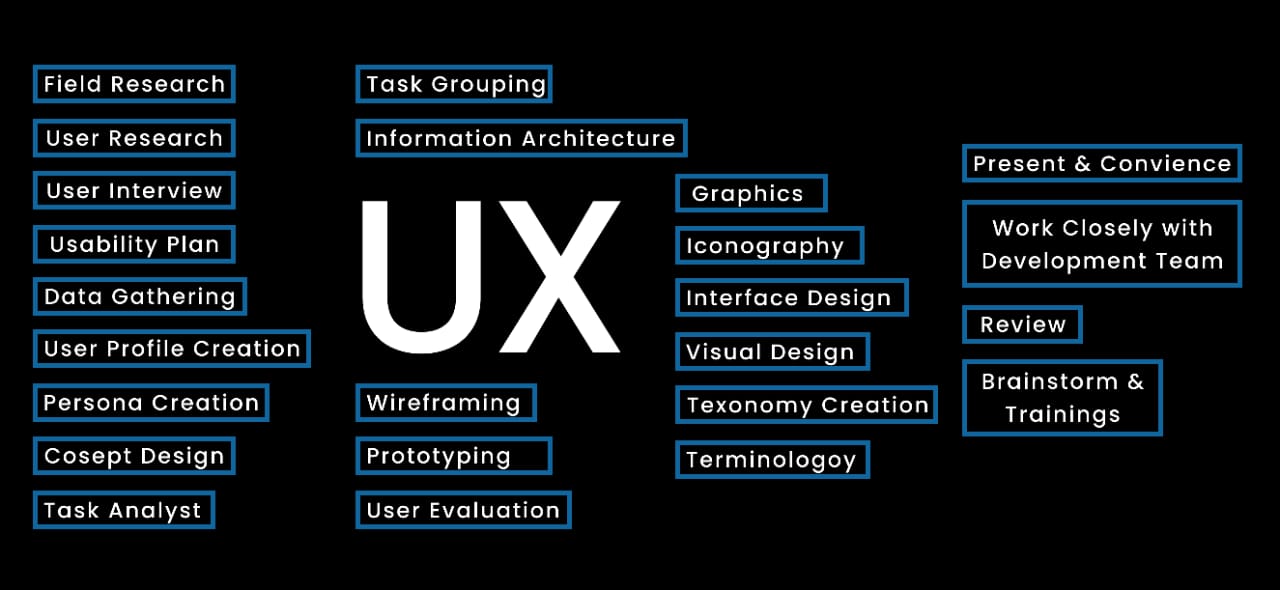 Field Research
User Research
User Interview
Usability Plan
Data Gathering
User Profile Creation
Persona Creation
Cosept Design
Task Analyst
Task Grouping
Information Architecture
UX
Wireframing
Prototyping
User Evaluation
Graphics
Iconography
Interface Design
Visual Design
Texonomy Creation
Terminologoy
Present & Convience
Work Closely with
Development Team
Review
Brainstorm &
Trainings